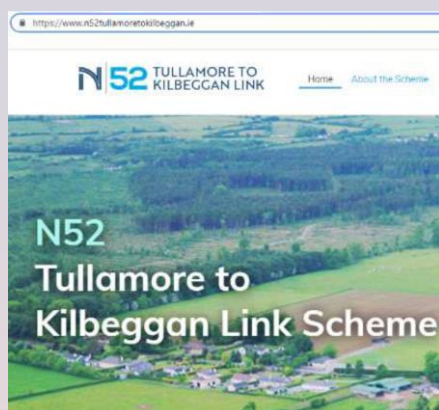 https://www.n52tullamoretokilbeggan.ie
N 52 TULLAMORE TO
KILBEGGAN LINK
Home About the Scheme
N52
Tullamore to
Kilbeggan Link Scheme